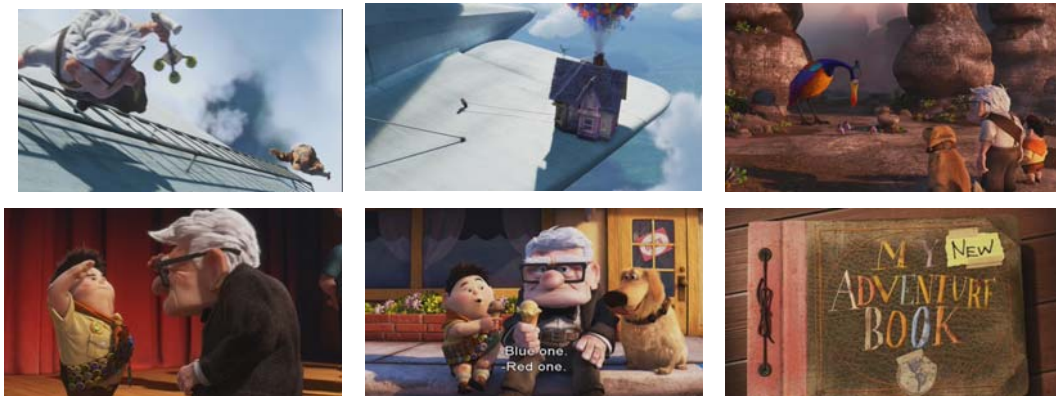 Blue one.
-Red one.
MY NEW
ADVENTURE
BOOK